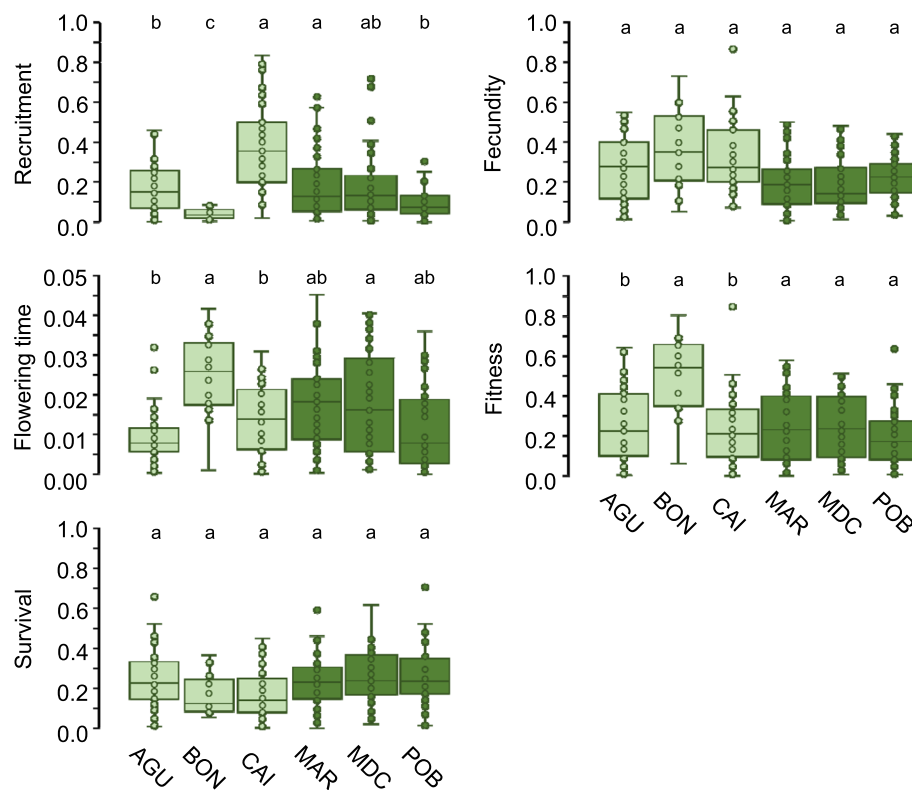 Recruitment
1.0
0.8
0.6
0.4
0.2
0.0
b c a a ab b
Fecundity
1.0
0.8
0.6
0.4
0.2
0.0
a a a a a a
Flowering time
0.05
0.04
0.03
0.02
0.01
0.00
b a b ab a ab
Fitness
1.0
0.8
0.6
0.4
0.2
0.0
b a b a a a
AGU BON CAI MAR MDC POB
Survival
1.0
0.8
0.6
0.4
0.2
0.0
a a a a a a
AGU BON CAI MAR MDC POB